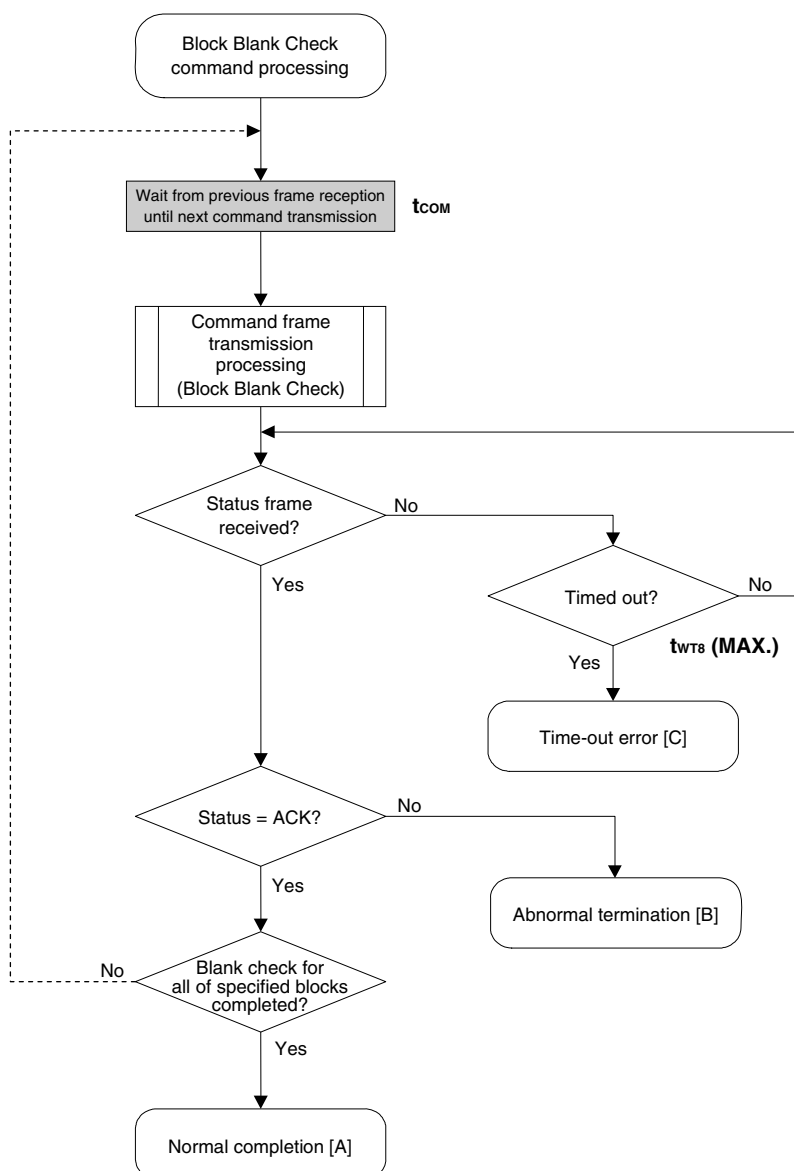 Block Blank Check
command processing
Wait from previous frame reception
until next command transmission
tCOM
Command frame
transmission
processing
(Block Blank Check)
Status frame
received?
No
Yes
Timed out?
No
tWT8 (MAX.)
Yes
Time-out error [C]
Status = ACK?
No
Yes
Abnormal termination [B]
No
Blank check for
all of specified blocks
completed?
Yes
Normal completion [A]